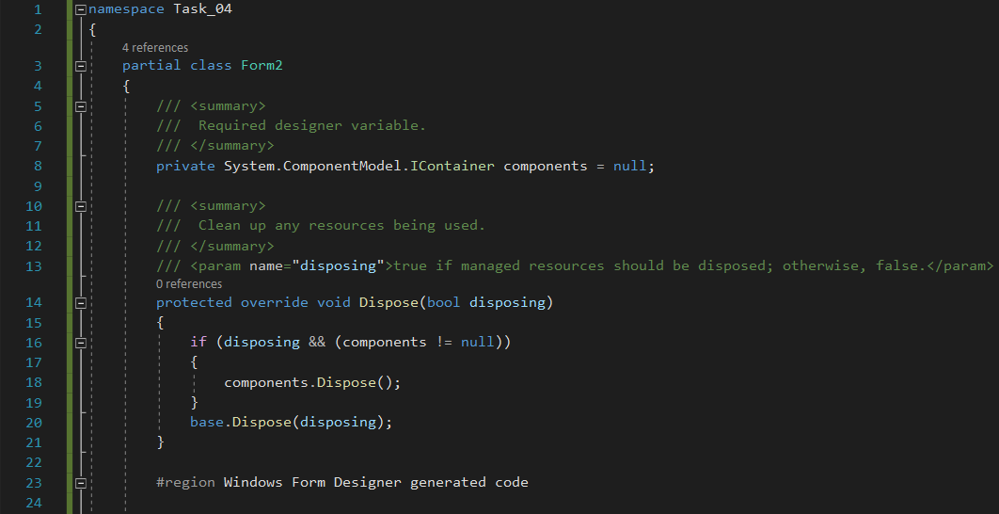 1 namespace Task_04
2 {
4 references
3 partial class Form2
4 {
5 /// <summary>
6 ///  Required designer variable.
7 /// </summary>
8 private System.ComponentModel.IContainer components = null;
9
10 /// <summary>
11 ///  Clean up any resources being used.
12 /// </summary>
13 /// <param name="disposing">true if managed resources should be disposed; otherwise, false.</param>
0 references
14 protected override void Dispose(bool disposing)
15 {
16 if (disposing && (components != null))
17 {
18 components.Dispose();
19 }
20 base.Dispose(disposing);
21 }
22
23 #region Windows Form Designer generated code
24